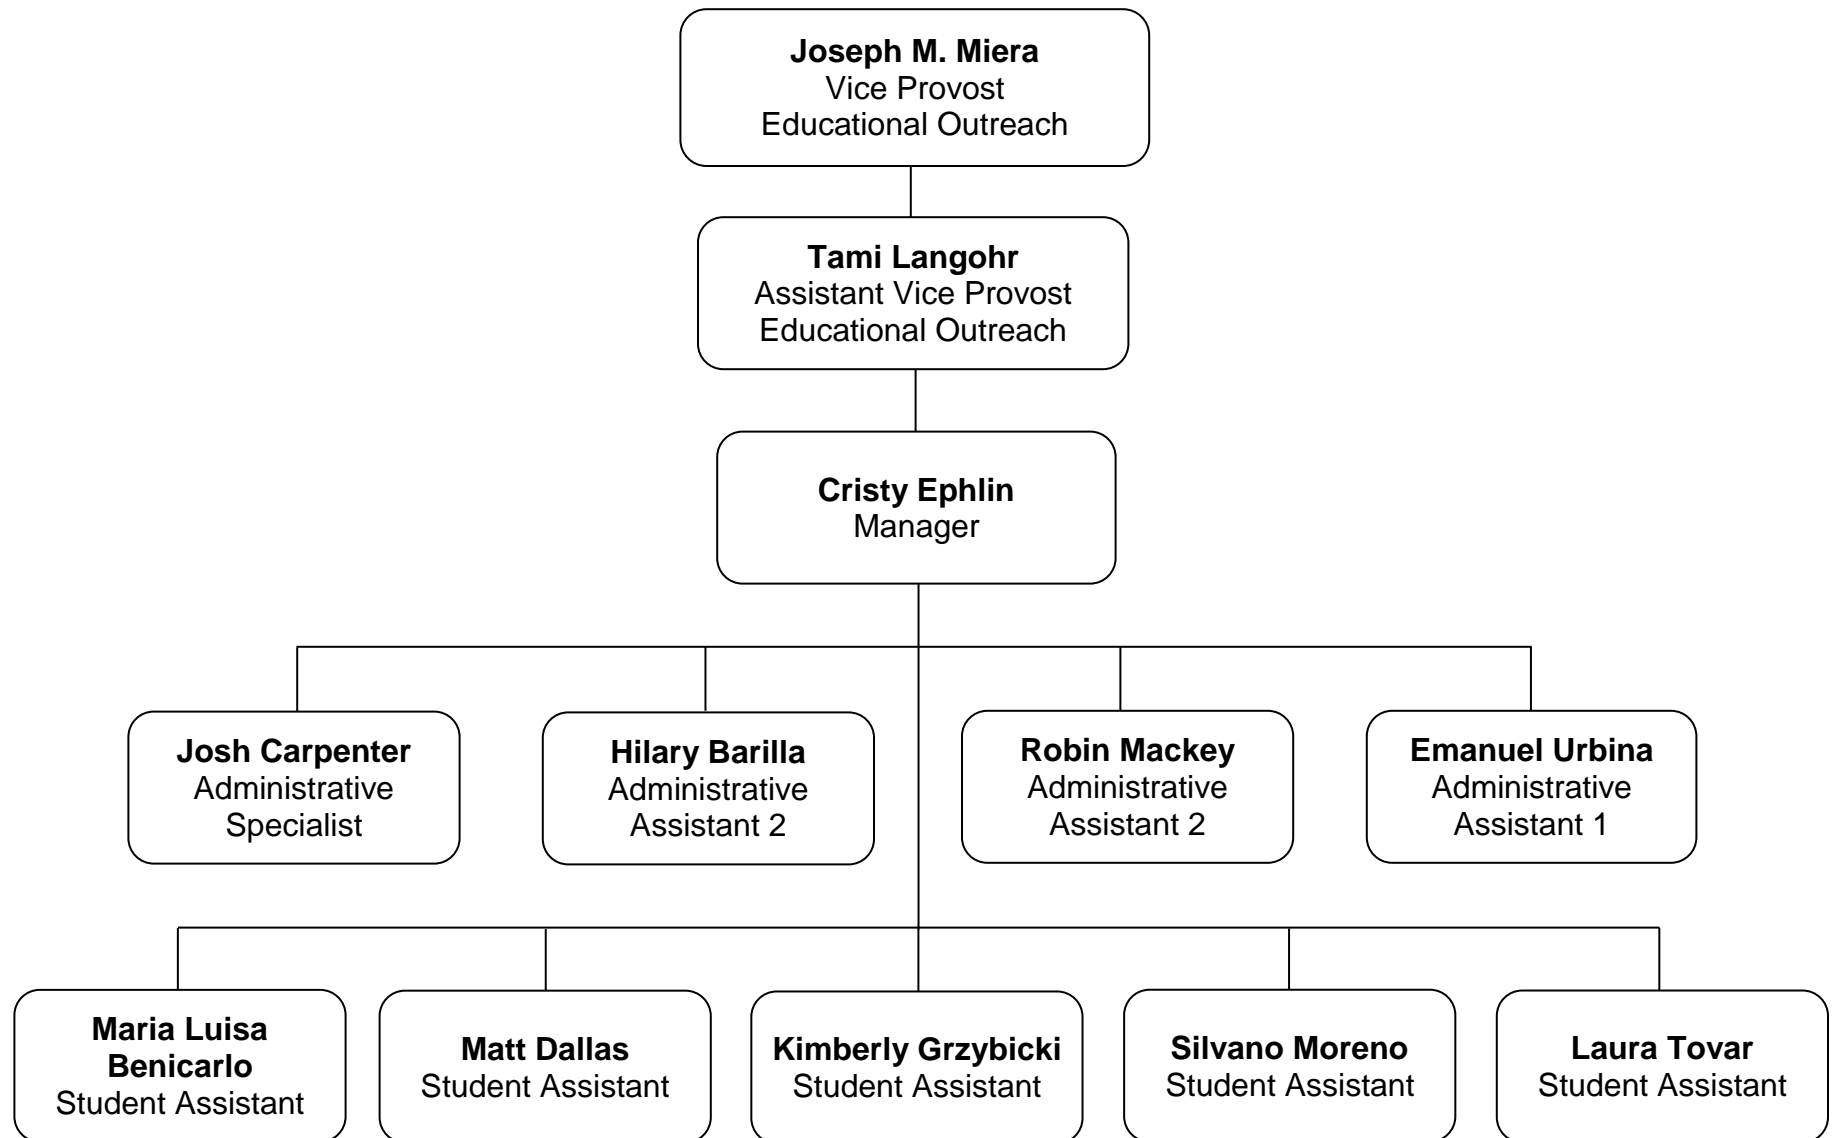 Joseph M. Miera
Vice Provost
Educational Outreach
Tami Langohr
Assistant Vice Provost
Educational Outreach
Cristy Ephlin
Manager
Josh Carpenter
Administrative
Specialist
Hilary Barilla
Administrative
Assistant 2
Robin Mackey
Administrative
Assistant 2
Emanuel Urbina
Administrative
Assistant 1
Maria Luisa
Benicarlo
Student Assistant
Matt Dallas
Student Assistant
Kimberly Grzybicki
Student Assistant
Silvano Moreno
Student Assistant
Laura Tovar
Student Assistant